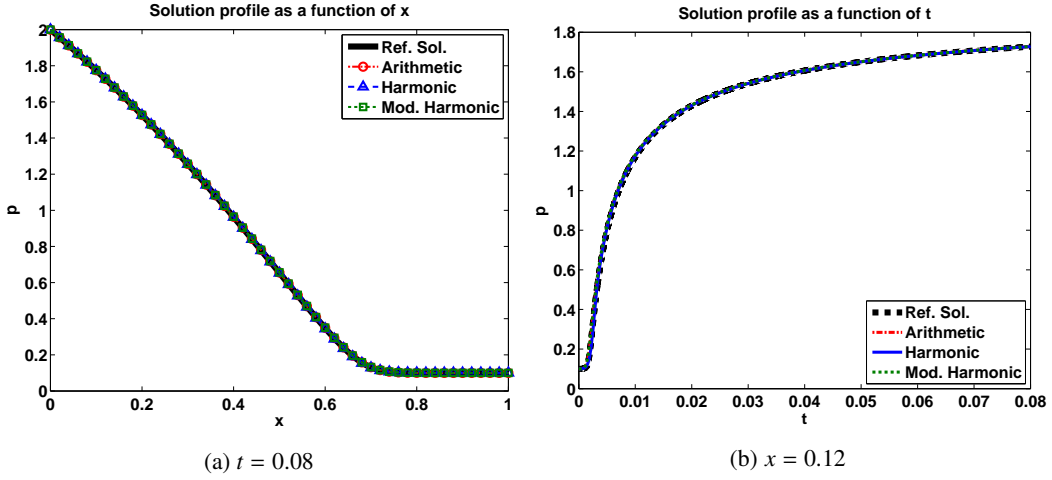 Solution profile as a function of x
2
1.8
1.6
1.4
1.2
1
0.8
0.6
0.4
0.2
0
p
Ref. Sol.
Arithmetic
Harmonic
Mod. Harmonic
0.2 0.4 0.6 0.8 1
x
(a) t = 0.08
Solution profile as a function of t
1.8
1.6
1.4
1.2
1
0.8
0.6
0.4
0.2
0
p
Ref. Sol.
Arithmetic
Harmonic
Mod. Harmonic
0 0.01 0.02 0.03 0.04 0.05 0.06 0.07 0.08
t
(b) x = 0.12